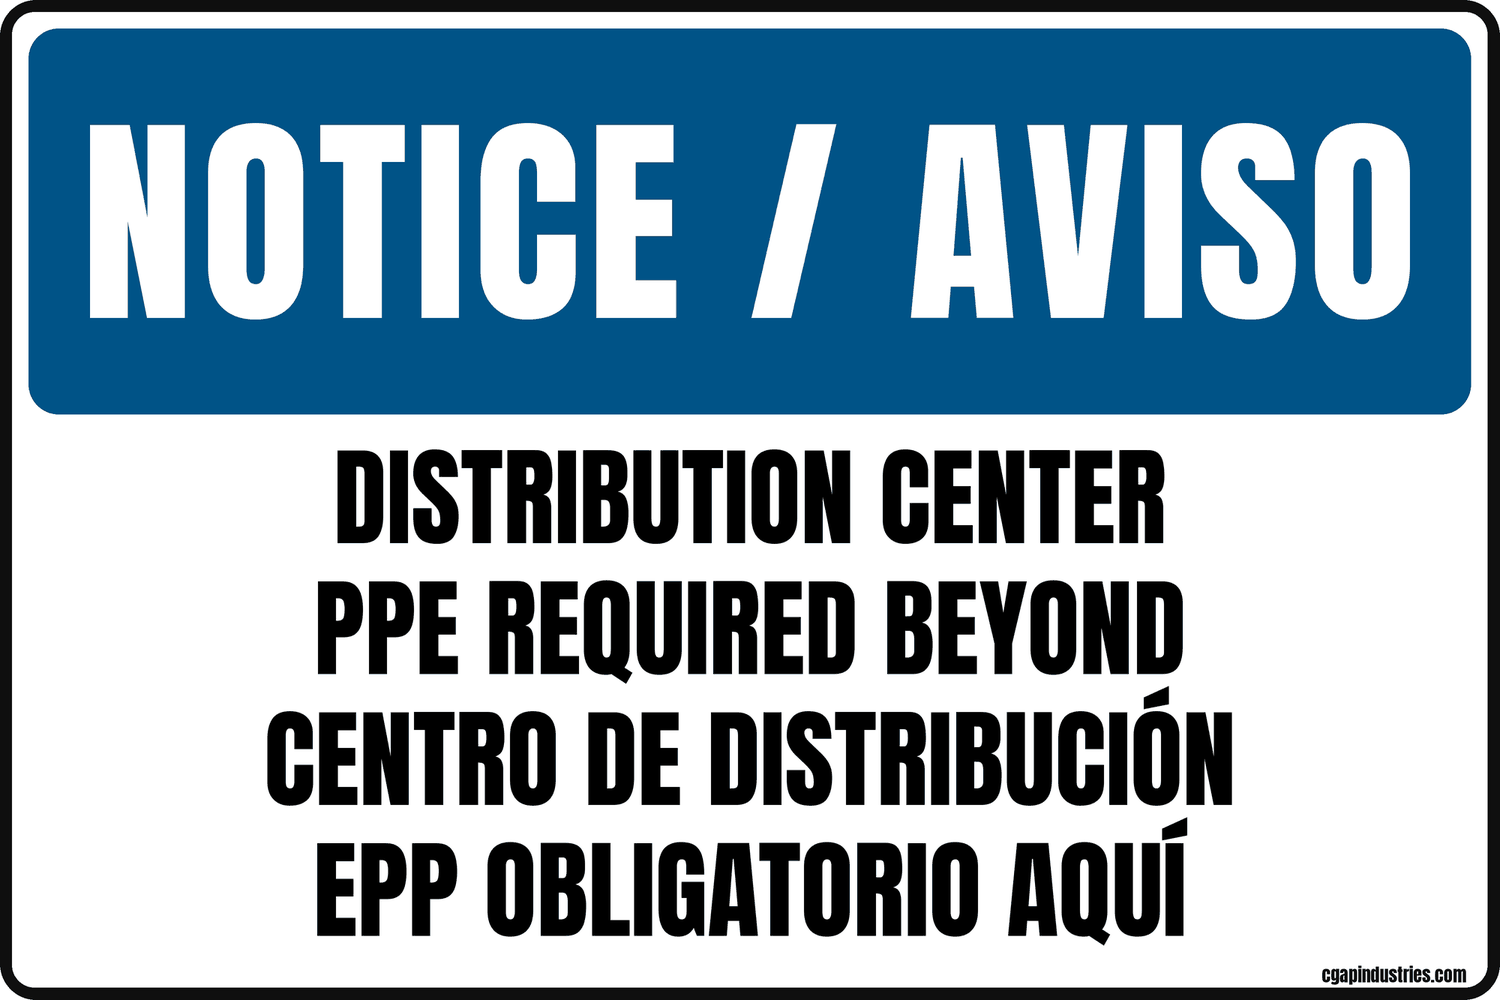 NOTICE / AVISO
DISTRIBUTION CENTER
PPE REQUIRED BEYOND
CENTRO DE DISTRIBUCIÓN
EPP OBLIGATORIO AQUÍ
cgapindustries.com